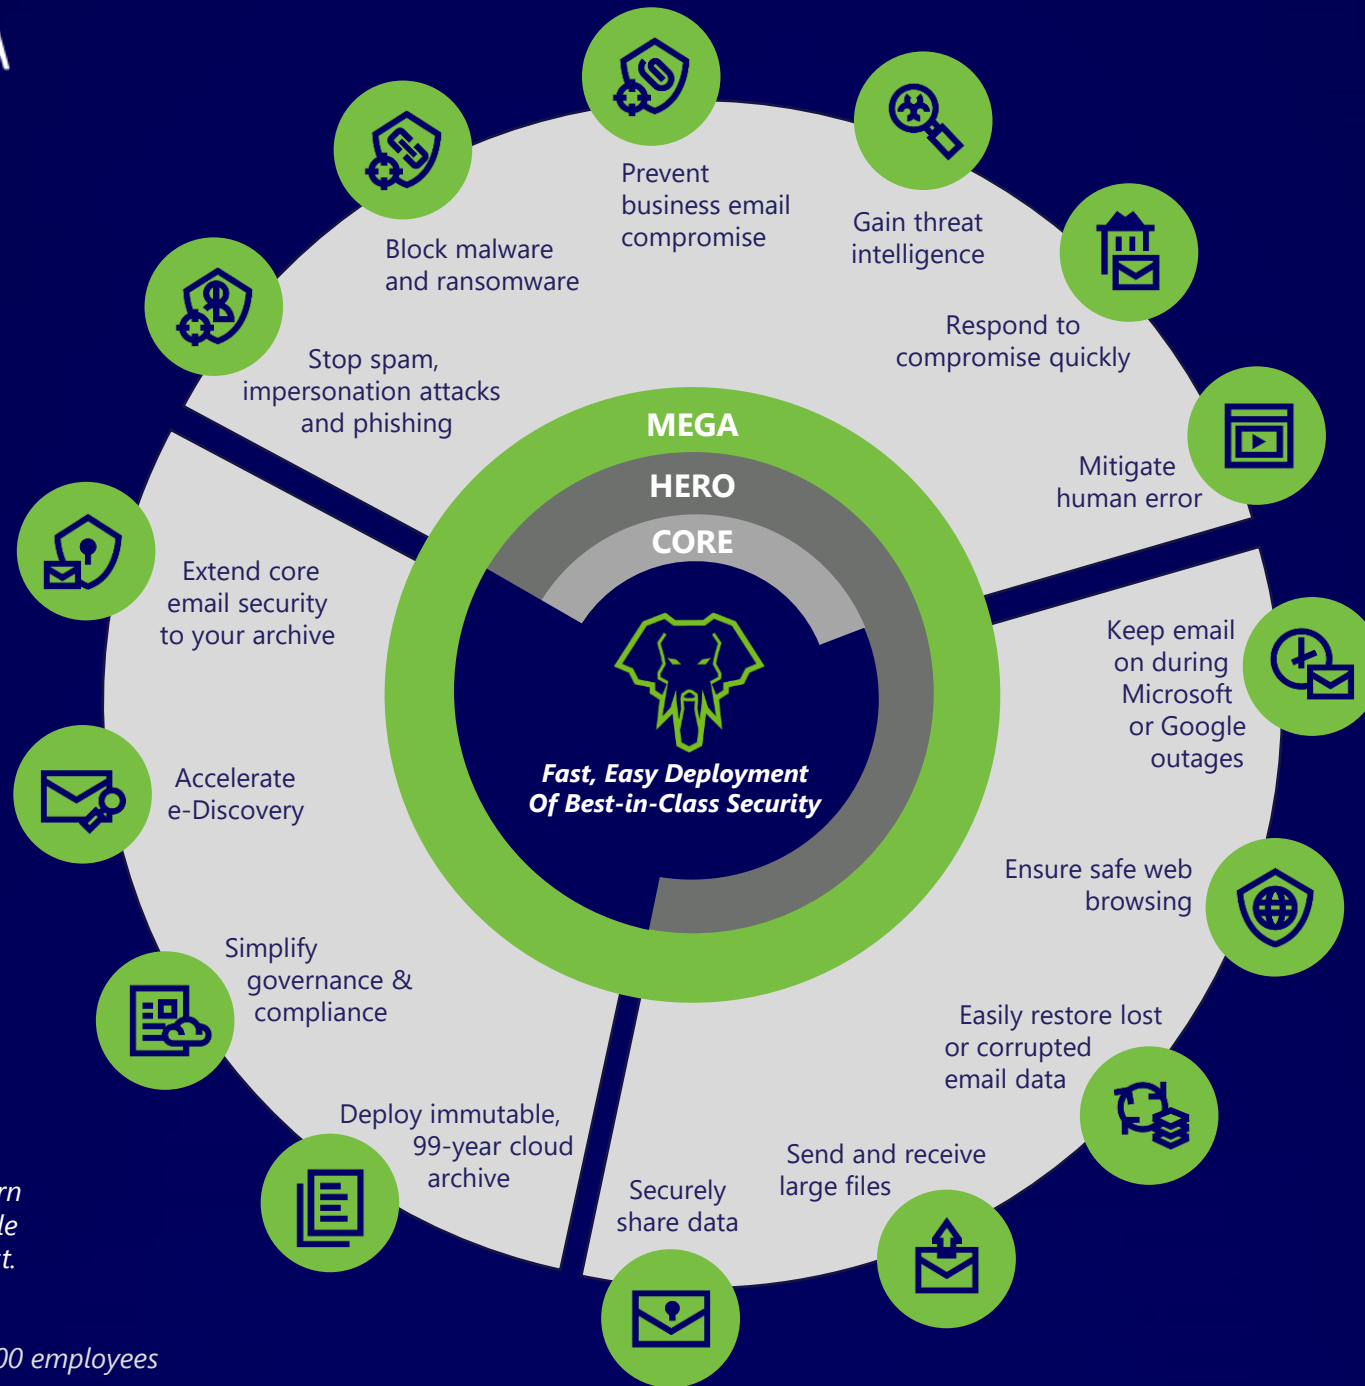 Prevent
business email
compromise
Gain threat
intelligence
Block malware
and ransomware
Respond to
compromise quickly
Stop spam,
impersonation attacks
and phishing
Mitigate
human error
MEGA
HERO
CORE
Fast, Easy Deployment
Of Best-in-Class Security
Extend core
email security
to your archive
Keep email
on during
Microsoft
or Google
outages
Accelerate
e-Discovery
Ensure safe web
browsing
Simplify
governance &
compliance
Easily restore lost
or corrupted
email data
Deploy immutable,
99-year cloud
archive
Send and receive
large files
Securely
share data
employees